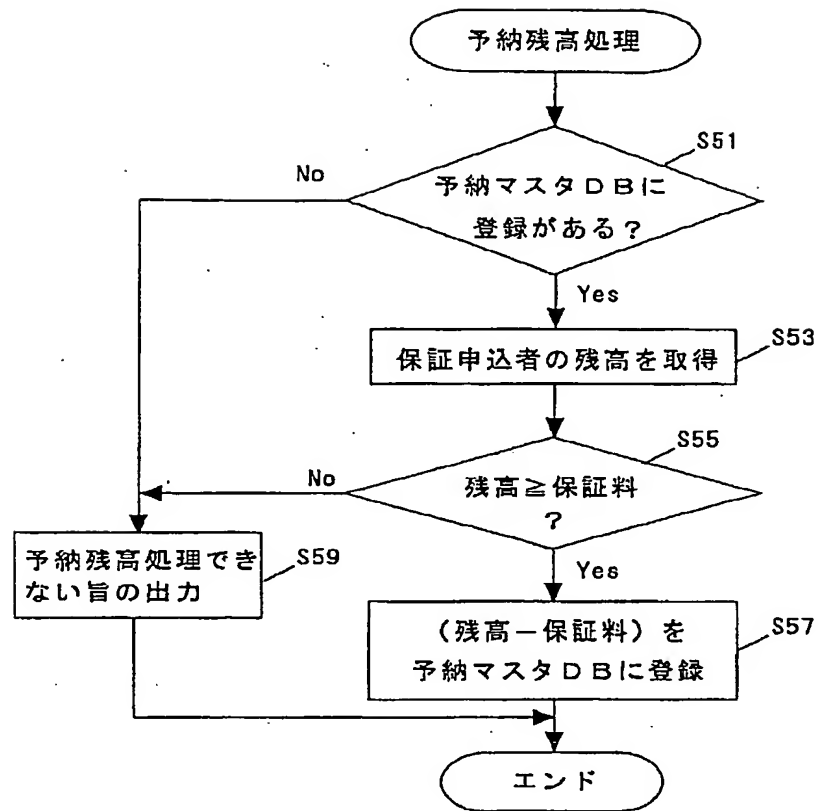 予納残高処理
S51
No
予納マスタDBに
登録がある?
Yes
S53
保証申込者の残高を取得
S55
No
残高≧保証料
?
予納残高処理でき
ない旨の出力
S59
Yes
S57
(残高-保証料)を
予納マスタDBに登録
エンド